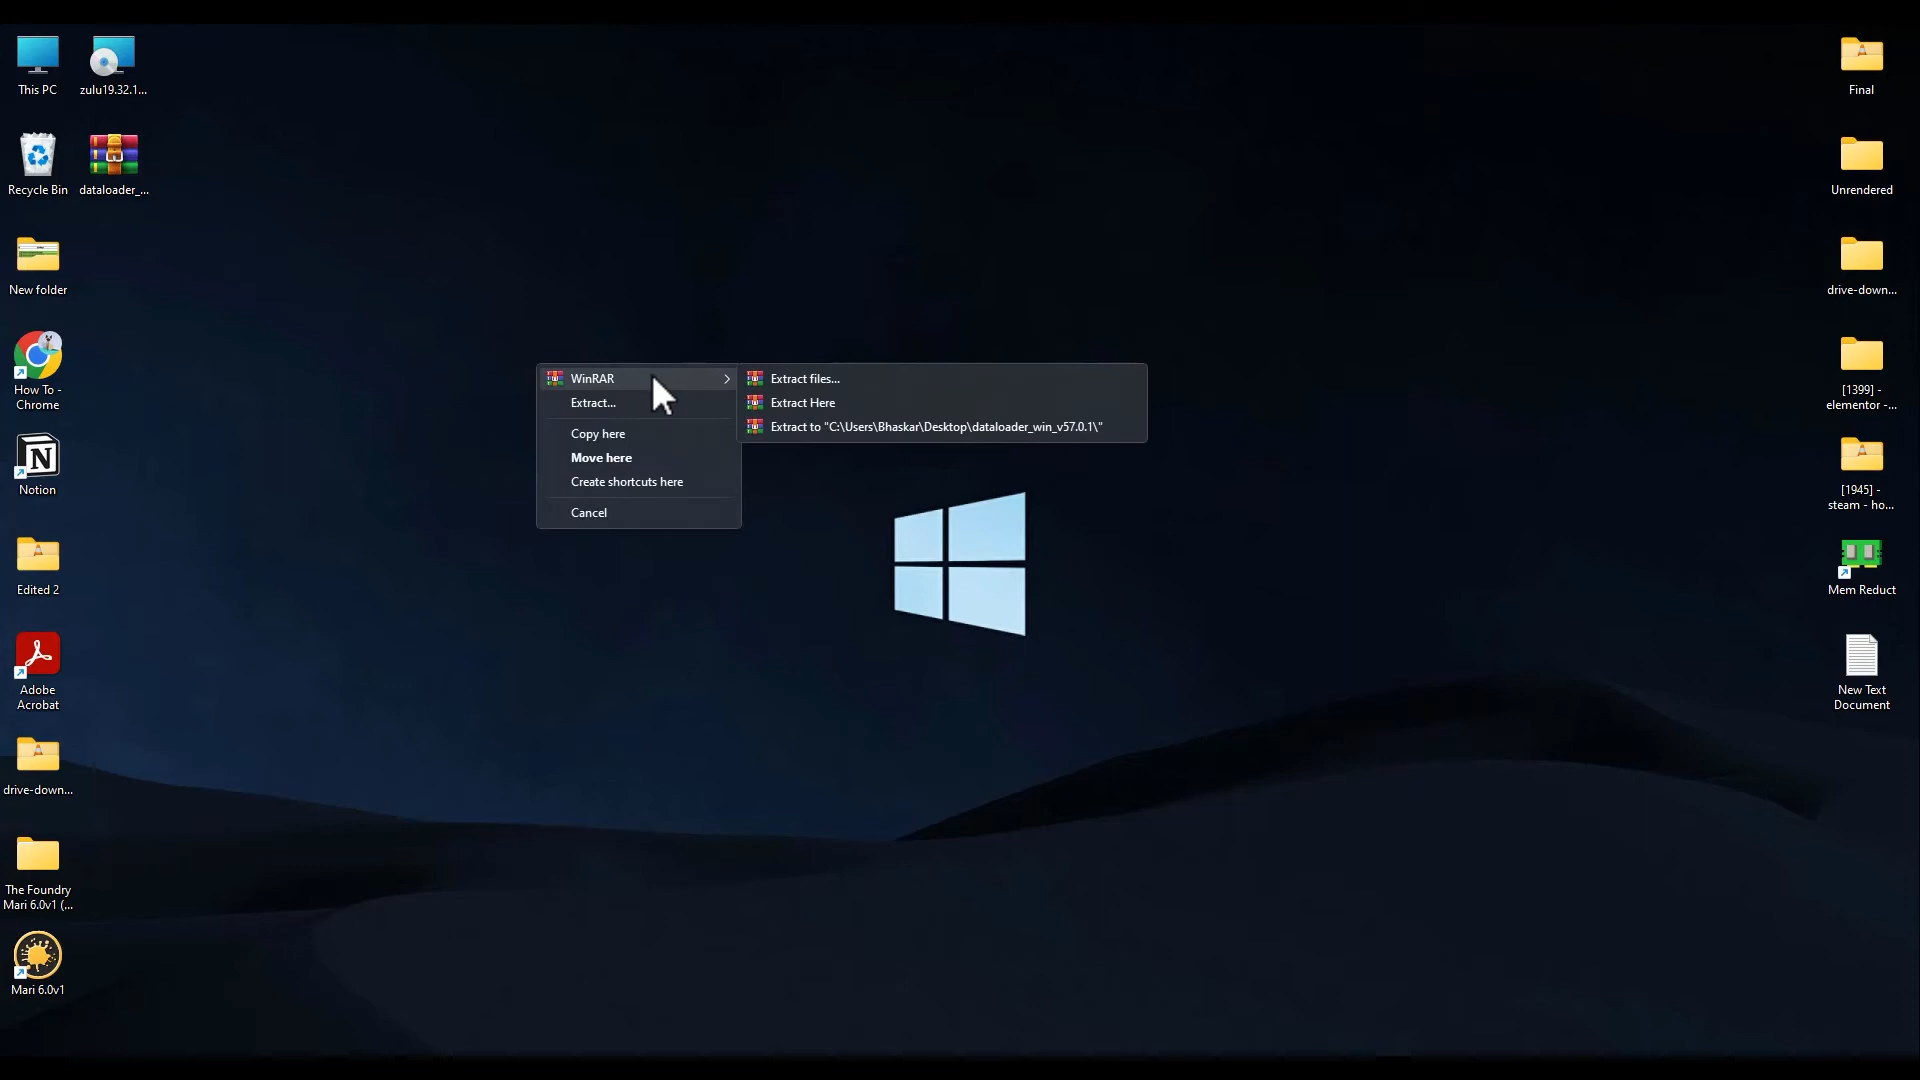 This PC
zulu19.32.1...
Recycle Bin
dataloader_...
New folder
How To -
Chrome
Notion
Edited 2
Adobe
Acrobat
drive-down...
The Foundry
Mari 6.0v1 (...
Mari 6.0v1
WinRAR
Extract...
Copy here
Move here
Create shortcuts here
Cancel
Extract files...
Extract Here
Extract to "C:\Users\Bhaskar\Desktop\dataloader_win_v57.0.1\"
Final
Unrendered
drive-down...
[1399] -
elementor -...
[1945] -
steam - ho...
Mem Reduct
New Text
Document